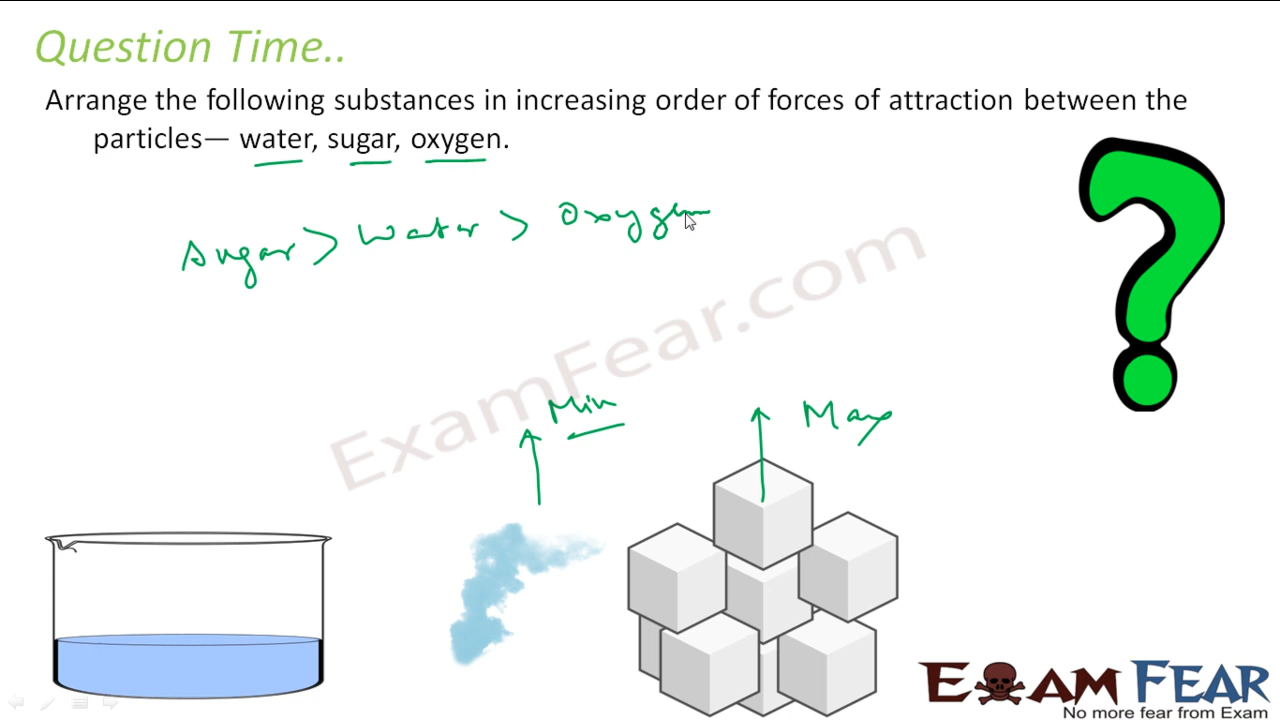 Question Time..
Arrange the following substances in increasing order of forces of attraction between the
particles— water, sugar, oxygen.
Sugar > Water > Oxygen
ExamFear.com
Min
Max
EXAM FEAR
No more fear from Exam